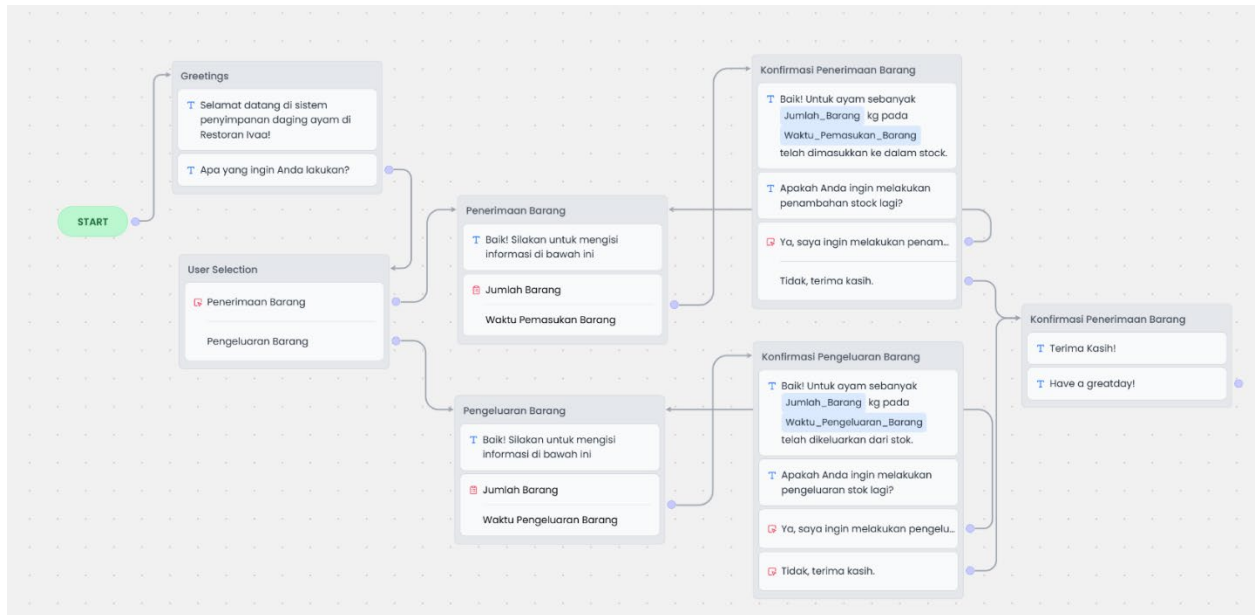 START
Greetings
Selamat datang di sistem
penyimpanan daging ayam di
Restoran Ivaa!
Apa yang ingin Anda lakukan?
User Selection
Penerimaan Barang
Pengeluaran Barang
Penerimaan Barang
Baik! Silakan untuk mengisi
informasi di bawah ini
Jumlah Barang
Waktu Pemasukan Barang
Pengeluaran Barang
Baik! Silakan untuk mengisi
informasi di bawah ini
Jumlah Barang
Waktu Pengeluaran Barang
Konfirmasi Penerimaan Barang
Baik! Untuk ayam sebanyak
Jumlah_Barang kg pada
Waktu_Pemasukan_Barang
telah dimasukkan ke dalam stock.
Apakah Anda ingin melakukan
penambahan stock lagi?
Ya, saya ingin melakukan penam...
Tidak, terima kasih.
Konfirmasi Pengeluaran Barang
Baik! Untuk ayam sebanyak
Jumlah_Barang kg pada
Waktu_Pengeluaran_Barang
telah dikeluarkan dari stok.
Apakah Anda ingin melakukan
pengeluaran stok lagi?
Ya, saya ingin melakukan pengelu...
Tidak, terima kasih.
Konfirmasi Penerimaan Barang
Terima Kasih!
Have a greatday!